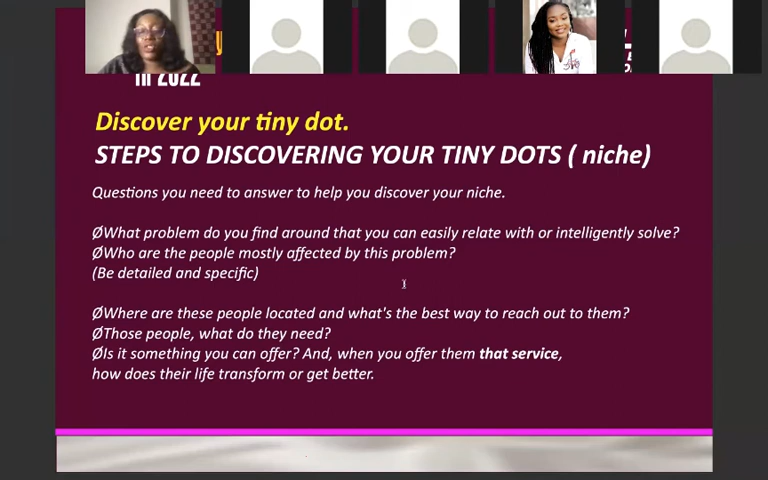 in 2022
Discover your tiny dot.
STEPS TO DISCOVERING YOUR TINY DOTS ( niche)
Questions you need to answer to help you discover your niche.
ØWhat problem do you find around that you can easily relate with or intelligently solve?
ØWho are the people mostly affected by this problem?
(Be detailed and specific)
ØWhere are these people located and what's the best way to reach out to them?
ØThose people, what do they need?
ØIs it something you can offer? And, when you offer them that service,
how does their life transform or get better.